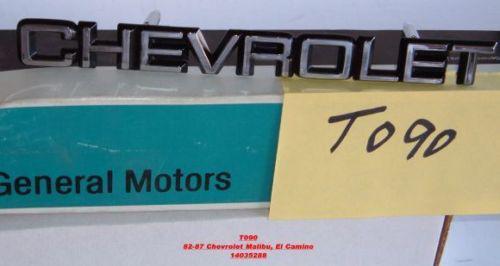 CHEVROLET
T090
General Motors
T090
82-87 Chevrolet Malibu, El Camino
14035288